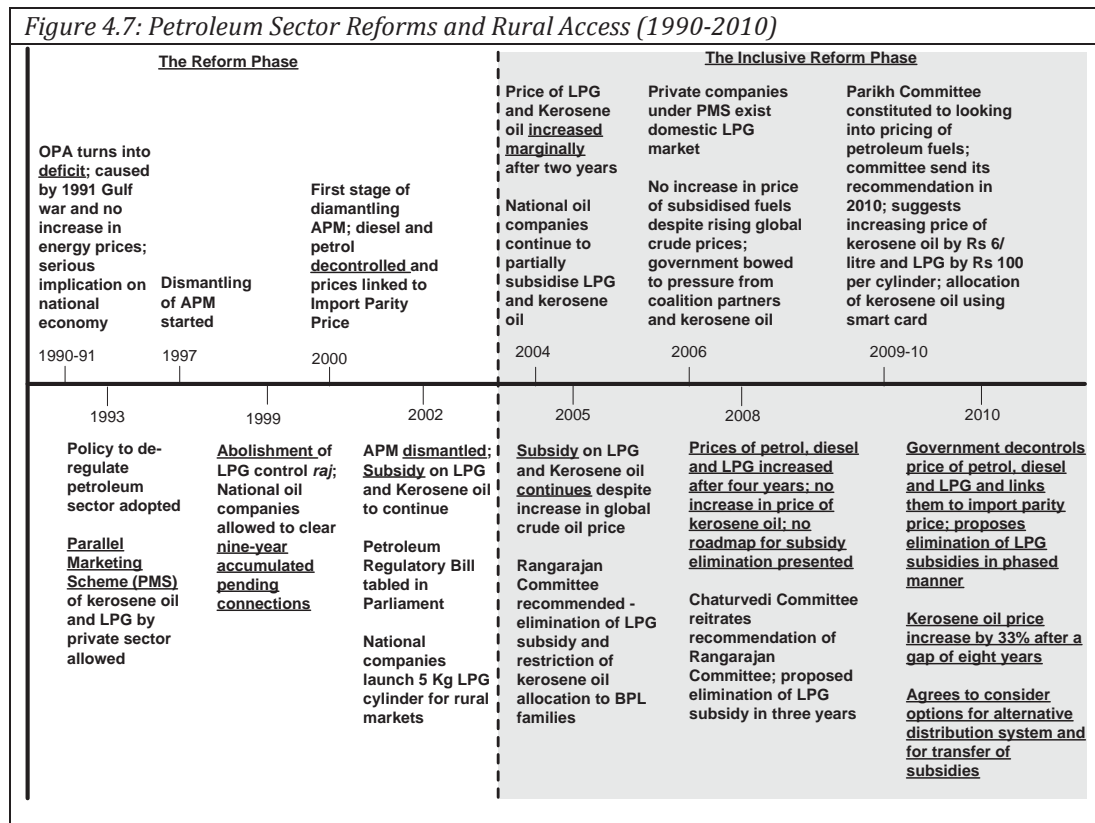 Figure 4.7: Petroleum Sector Reforms and Rural Access (1990-2010)
The Reform Phase
OPA turns into
deficit; caused
by 1991 Gulf
war and no
increase in
energy prices;
serious
implication on
national
economy
1990-91
Dismantling
of APM
started
1997
First stage of
diamantling
APM; diesel and
petrol
decontrolled and
prices linked to
Import Parity
Price
2000
1993
Policy to de-
regulate
petroleum
sector adopted
Parallel
Marketing
Scheme (PMS)
of kerosene oil
and LPG by
private sector
allowed
1999
Abolishment of
LPG control raj;
National oil
companies
allowed to clear
nine-year
accumulated
pending
connections
2002
APM dismantled;
Subsidy on LPG
and Kerosene oil
to continue
Petroleum
Regulatory Bill
tabled in
Parliament
National
companies
launch 5 Kg LPG
cylinder for rural
markets
The Inclusive Reform Phase
Price of LPG
and Kerosene
oil increased
marginally
after two years
National oil
companies
continue to
partially
subsidise LPG
and kerosene
oil
2004
Private companies
under PMS exist
domestic LPG
market
No increase in price
of subsidised fuels
despite rising global
crude prices;
government bowed
to pressure from
coalition partners
and kerosene oil
2006
Parikh Committee
constituted to looking
into pricing of
petroleum fuels;
committee send its
recommendation in
2010; suggests
increasing price of
kerosene oil by Rs 6/
litre and LPG by Rs 100
per cylinder; allocation
of kerosene oil using
smart card
2009-10
2005
Subsidy on LPG
and Kerosene oil
continues despite
increase in global
crude oil price
Rangarajan
Committee
recommended -
elimination of LPG
subsidy and
restriction of
kerosene oil
allocation to BPL
families
2008
Prices of petrol, diesel
and LPG increased
after four years; no
increase in price of
kerosene oil; no
roadmap for subsidy
elimination presented
Chaturvedi Committee
reitrates
recommendation of
Rangarajan
Committee; proposed
elimination of LPG
subsidy in three years
2010
Government decontrols
price of petrol, diesel
and LPG and links
them to import parity
price; proposes
elimination of LPG
subsidies in phased
manner
Kerosene oil price
increase by 33% after a
gap of eight years
Agrees to consider
options for alternative
distribution system and
for transfer of
subsidies